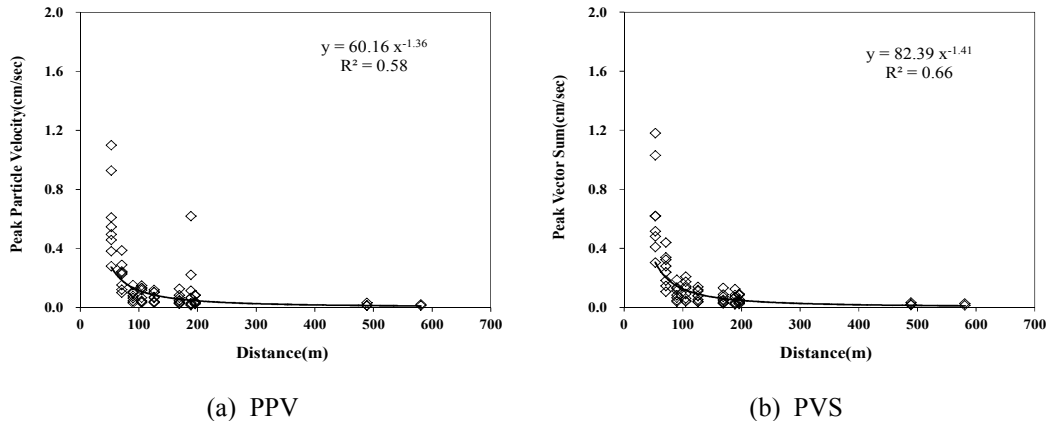 2.0
1.6
1.2
0.8
0.4
0.0
Peak Particle Velocity(cm/sec)
y = 60.16 x^-1.36
R² = 0.58
0 100 200 300 400 500 600 700
Distance(m)
(a) PPV
2.0
1.6
1.2
0.8
0.4
0.0
Peak Vector Sum(cm/sec)
y = 82.39 x^-1.41
R² = 0.66
0 100 200 300 400 500 600 700
Distance(m)
(b) PVS